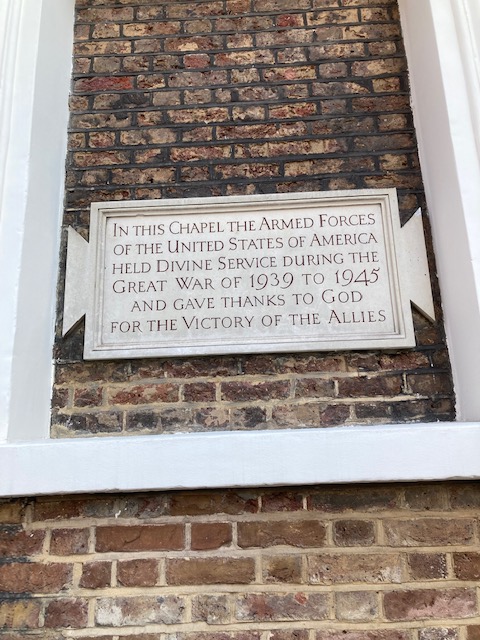 In this Chapel the Armed Forces
of the United States of America
held Divine Service during the
Great War of 1939 to 1945
and gave thanks to God
for the Victory of the Allies